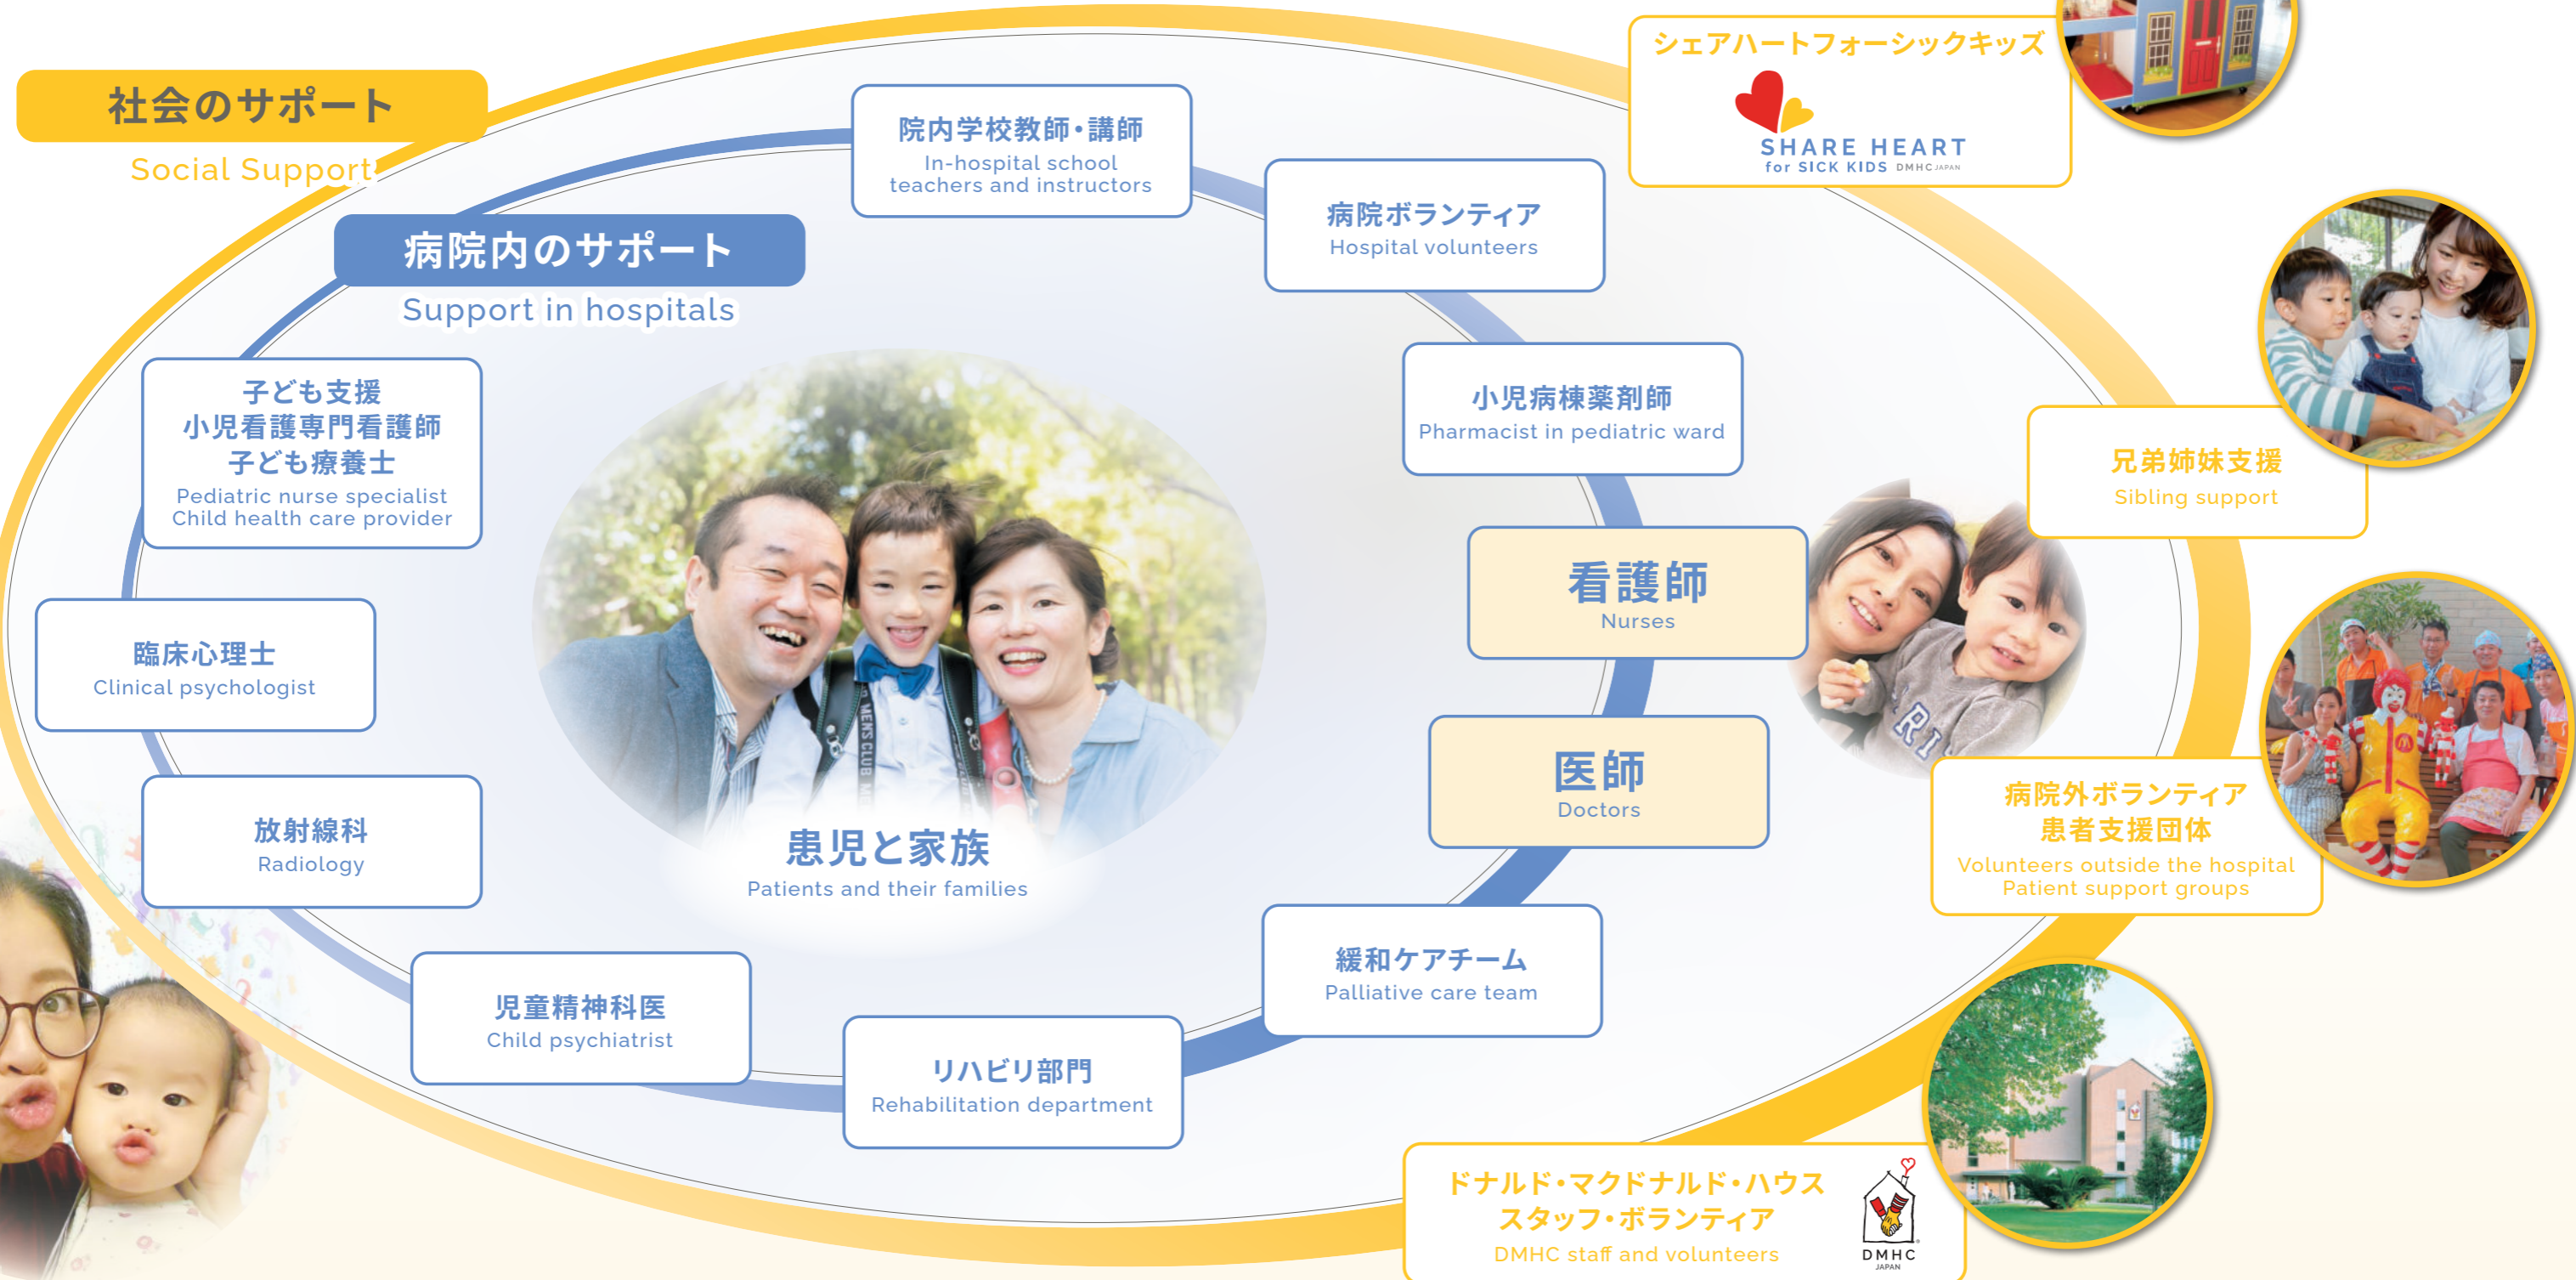 シェアハートフォーシックキッズ
SHARE HEART
for SICK KIDS DMHC JAPAN
社会のサポート
Social Support
院内学校教師・講師
In-hospital school
teachers and instructors
病院ボランティア
Hospital volunteers
病院内のサポート
Support in hospitals
子ども支援
小児看護専門看護師
子ども療養士
Pediatric nurse specialist
Child health care provider
小児病棟薬剤師
Pharmacist in pediatric ward
兄弟姉妹支援
Sibling support
看護師
Nurses
臨床心理士
Clinical psychologist
医師
Doctors
放射線科
Radiology
患児と家族
Patients and their families
MEN'S CLUB
病院外ボランティア
患者支援団体
Volunteers outside the hospital
Patient support groups
緩和ケアチーム
Palliative care team
児童精神科医
Child psychiatrist
リハビリ部門
Rehabilitation department
ドナルド・マクドナルド・ハウス
スタッフ・ボランティア
DMHC staff and volunteers
DMHC
JAPAN